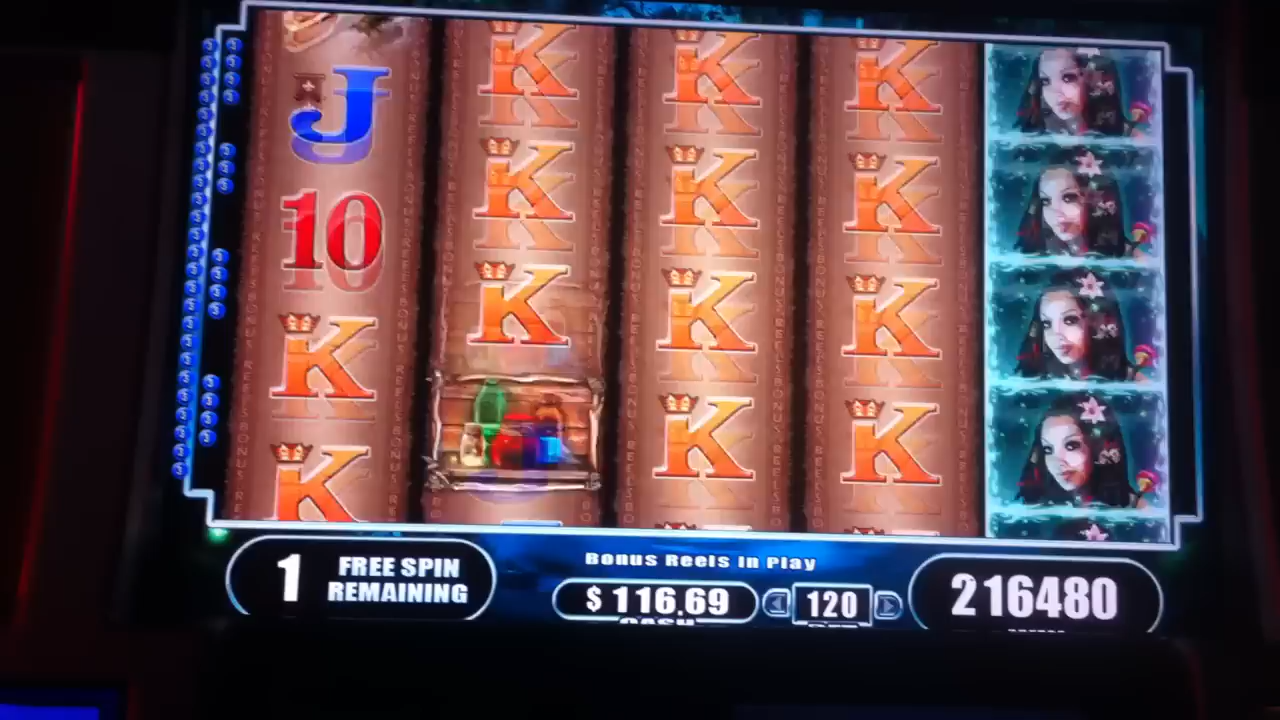 K K K
J
K K K
10
K K K K
K K K
K
1 FREE SPIN
REMAINING
Bonus Reels In Play
$ 116.69
120
216480